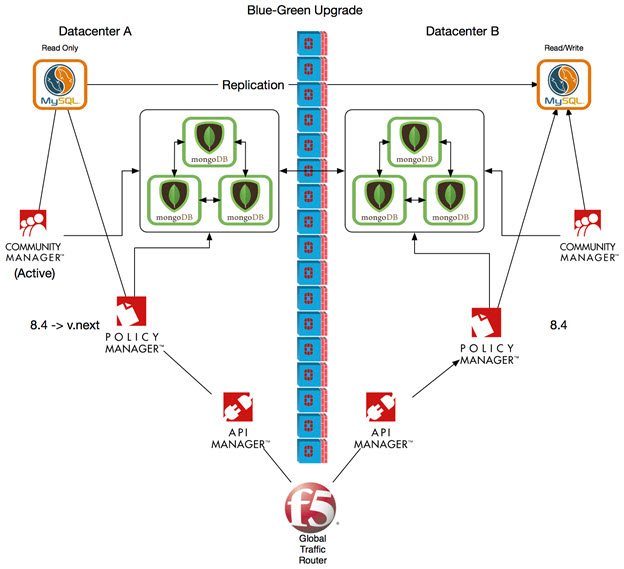 Blue-Green Upgrade
Datacenter A
Datacenter B
Read Only
Read/Write
MySQL
Replication
MySQL
mongoDB
mongoDB
mongoDB
mongoDB
mongoDB
mongoDB
COMMUNITY
MANAGER™
(Active)
COMMUNITY
MANAGER™
8.4 -> v.next
POLICY
MANAGER™
POLICY
MANAGER™
8.4
API
MANAGER™
API
MANAGER™
f5®
Global
Traffic
Router